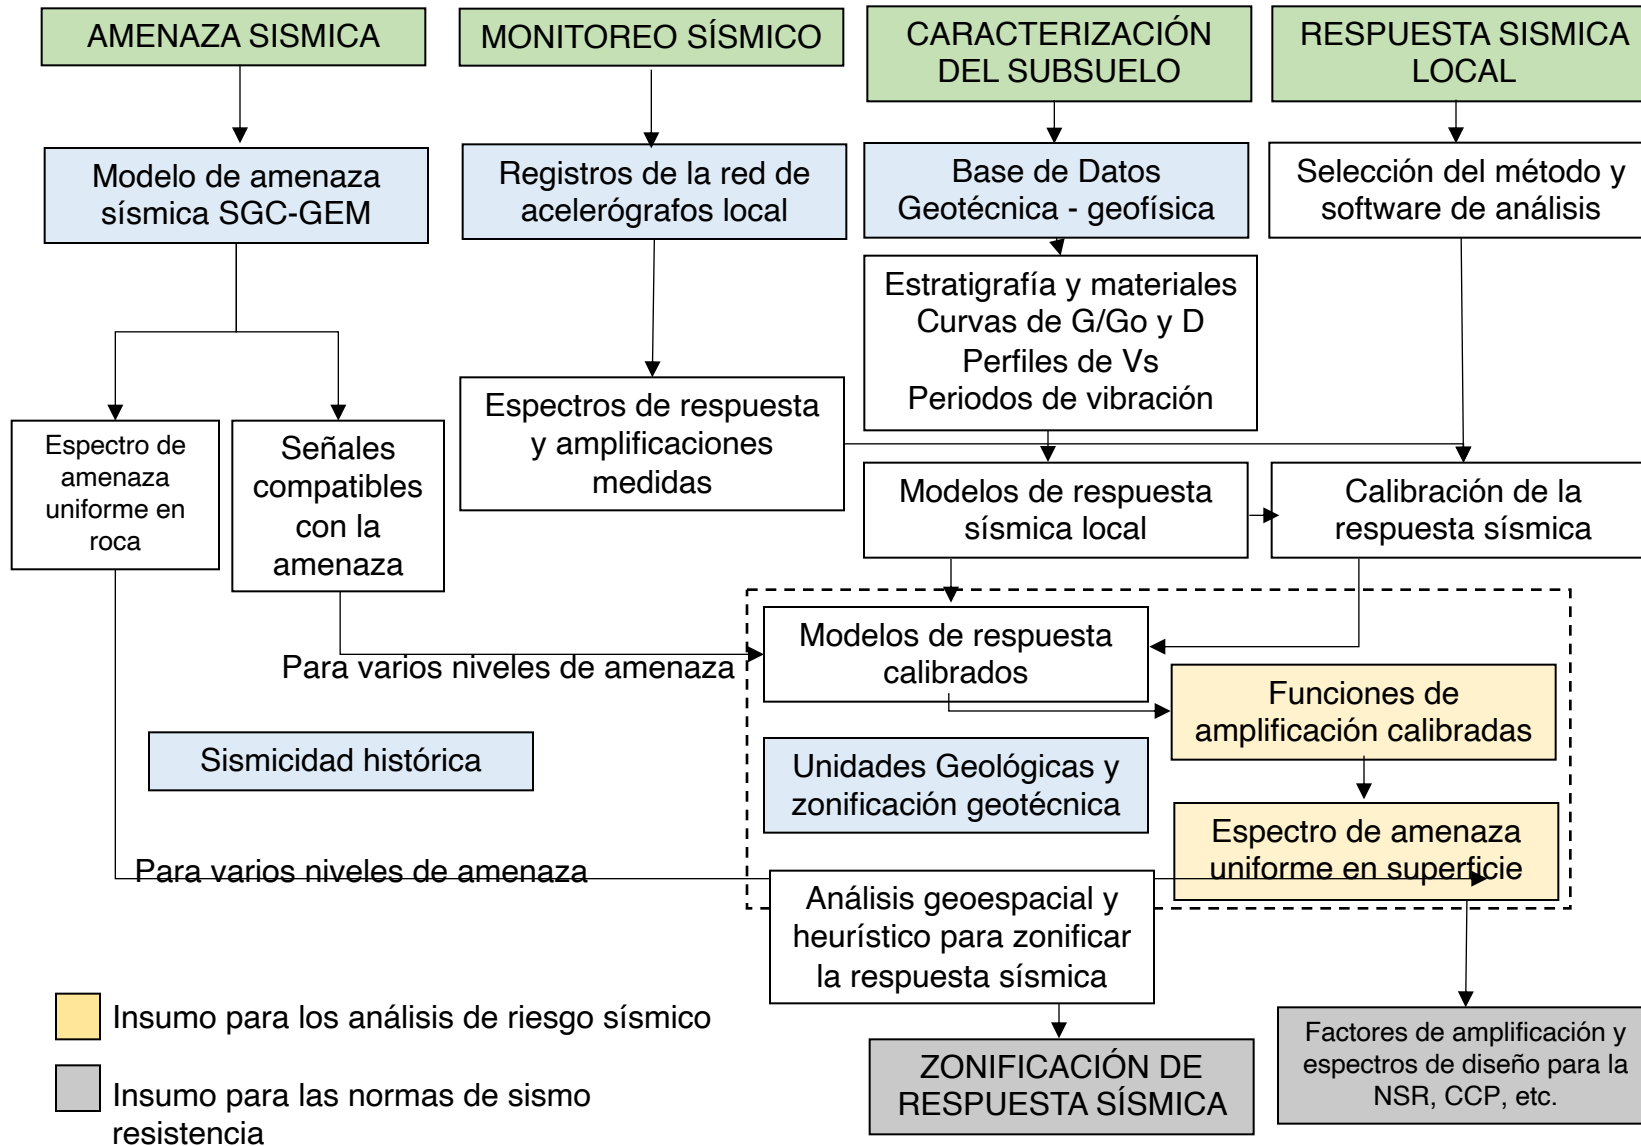 AMENAZA SISMICA
MONITOREO SÍSMICO
CARACTERIZACIÓN
DEL SUBSUELO
RESPUESTA SISMICA
LOCAL
Modelo de amenaza
sísmica SGC-GEM
Registros de la red de
acelerógrafos local
Base de Datos
Geotécnica - geofísica
Selección del método y
software de análisis
Estratigrafía y materiales
Curvas de G/Go y D
Perfiles de Vs
Periodos de vibración
Espectro de
amenaza
uniforme en
roca
Señales
compatibles
con la
amenaza
Espectros de respuesta
y amplificaciones
medidas
Modelos de respuesta
sísmica local
Calibración de la
respuesta sísmica
Para varios niveles de amenaza
Modelos de respuesta
calibrados
Funciones de
amplificación calibradas
Sismicidad histórica
Unidades Geológicas y
zonificación geotécnica
Espectro de amenaza
uniforme en superficie
Para varios niveles de amenaza
Análisis geoespacial y
heurístico para zonificar
la respuesta sísmica
Insumo para los análisis de riesgo sísmico
Insumo para las normas de sismo
resistencia
ZONIFICACIÓN DE
RESPUESTA SÍSMICA
Factores de amplificación y
espectros de diseño para la
NSR, CCP, etc.